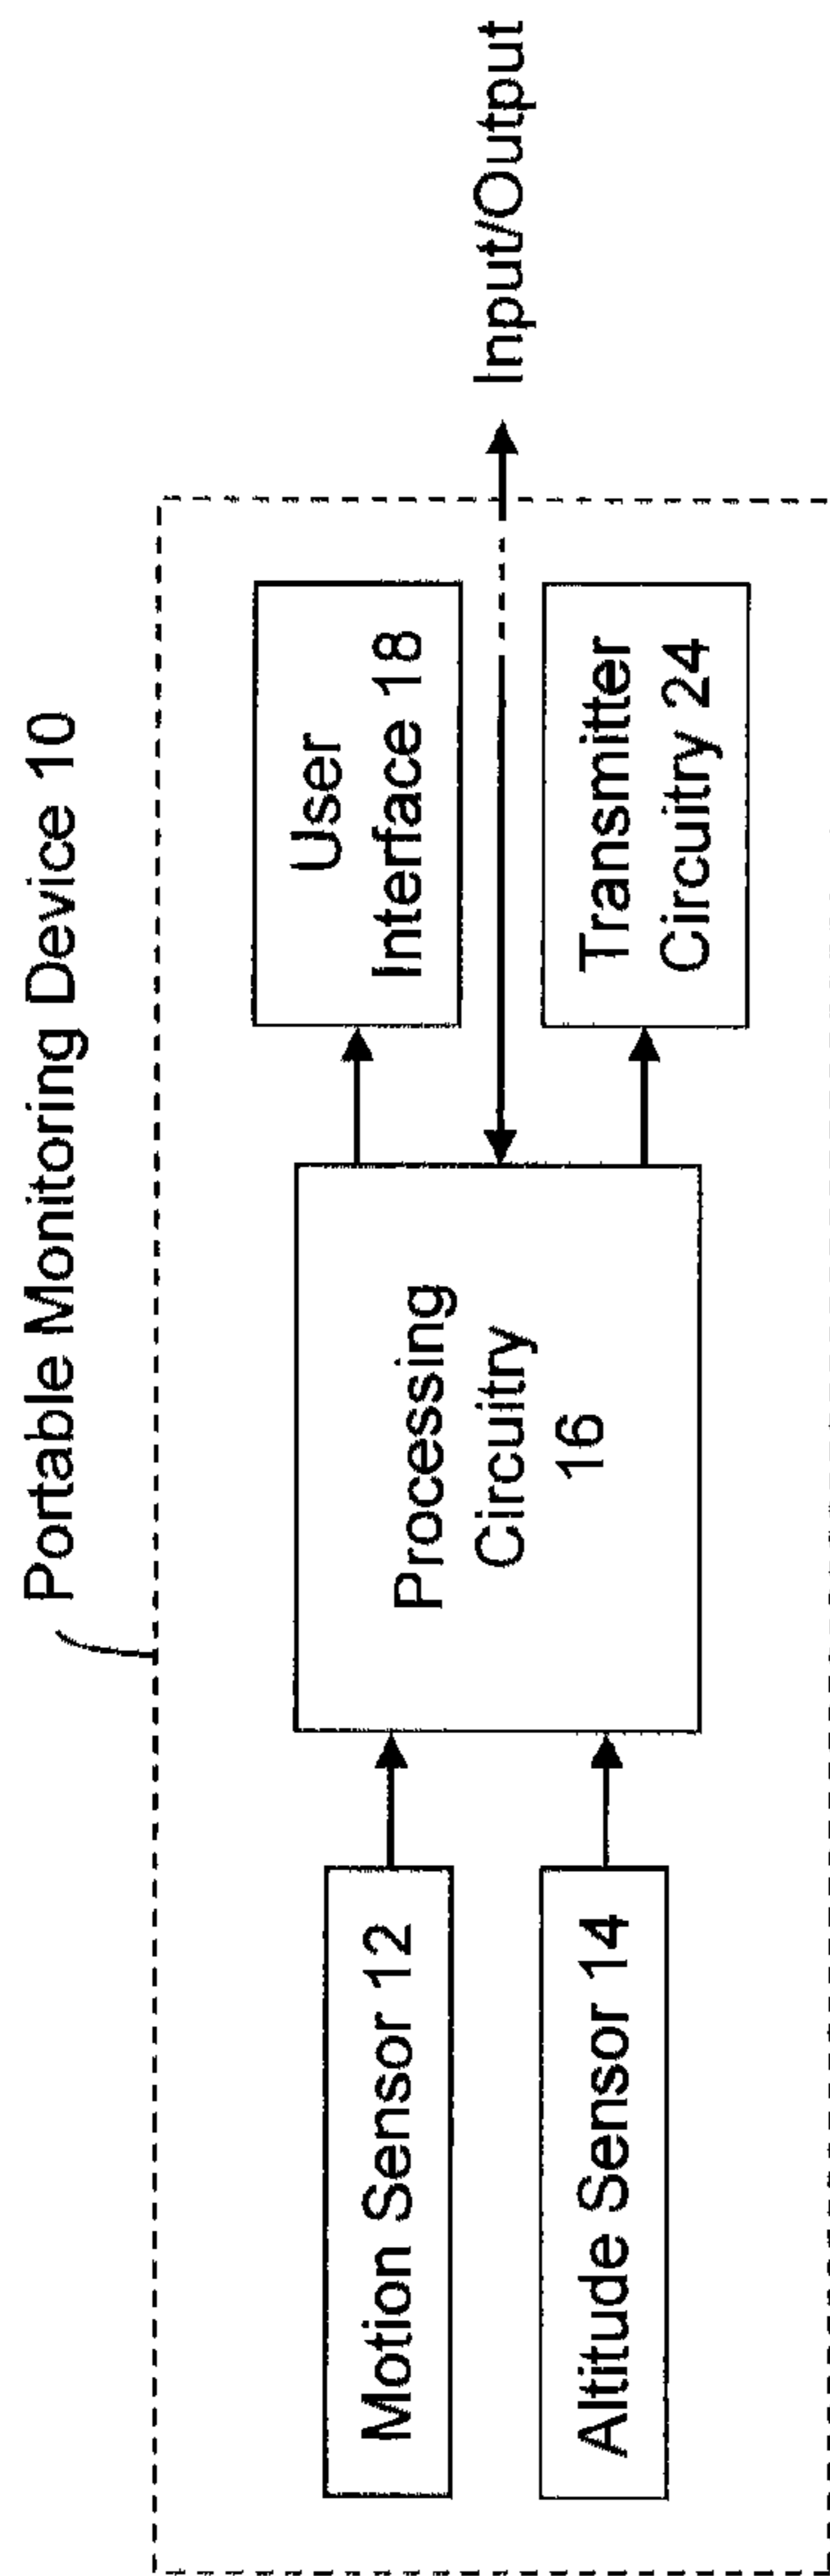 Portable Monitoring Device 10
Motion Sensor 12
Altitude Sensor 14
Processing
Circuitry
16
User
Interface 18
Transmitter
Circuitry 24
Input/Output